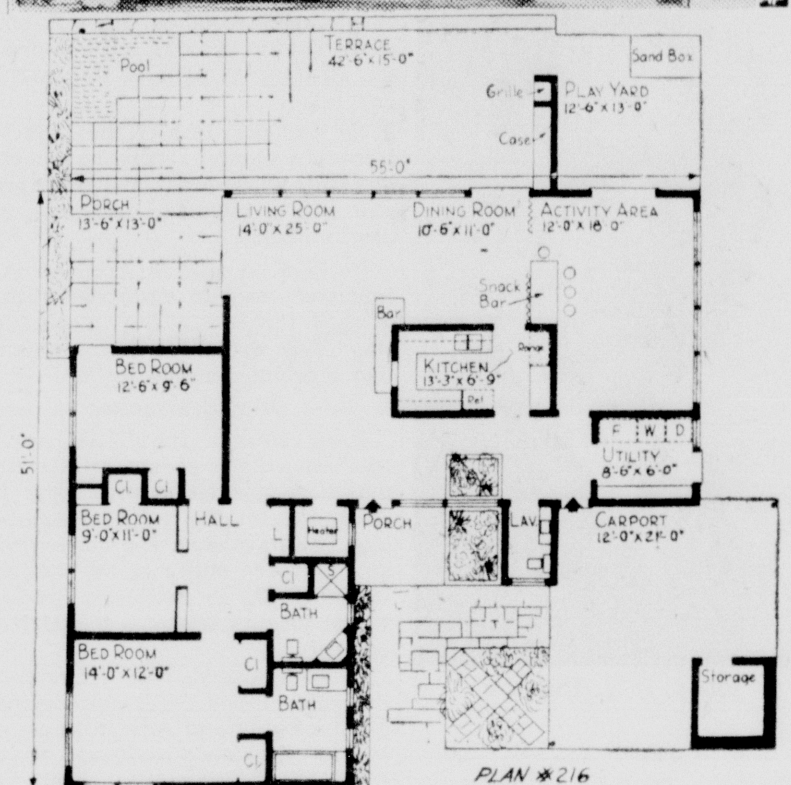 TERRACE
42'-6" x 15'-0"
Pool
Sand Box
Grille
PLAY YARD
12'-6" x 13'-0"
Case
55'-0"
PORCH
13'-6" x 13'-0"
LIVING ROOM
14'-0" x 25'-0"
DINING ROOM
10'-6" x 11'-0"
ACTIVITY AREA
12'-0" x 18'-0"
Snack
Bar
Bar
KITCHEN
13'-3" x 6'-9"
Range
Ref
BED ROOM
12'-6" x 9'-6"
51'-0"
F W D
UTILITY
8'-6" x 6'-0"
Cl. Cl
BED ROOM
9'-0" x 11'-0"
HALL
L
Heater
PORCH
LAV.
CARPORT
12'-0" x 21'-0"
Cl
S
BATH
BED ROOM
14'-0" x 12'-0"
Cl
BATH
Cl.
Storage
PLAN #216